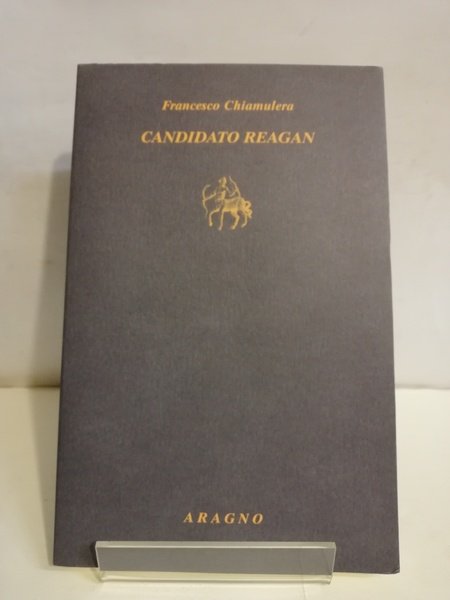 Francesco Chiamulera
CANDIDATO REAGAN
ARAGNO